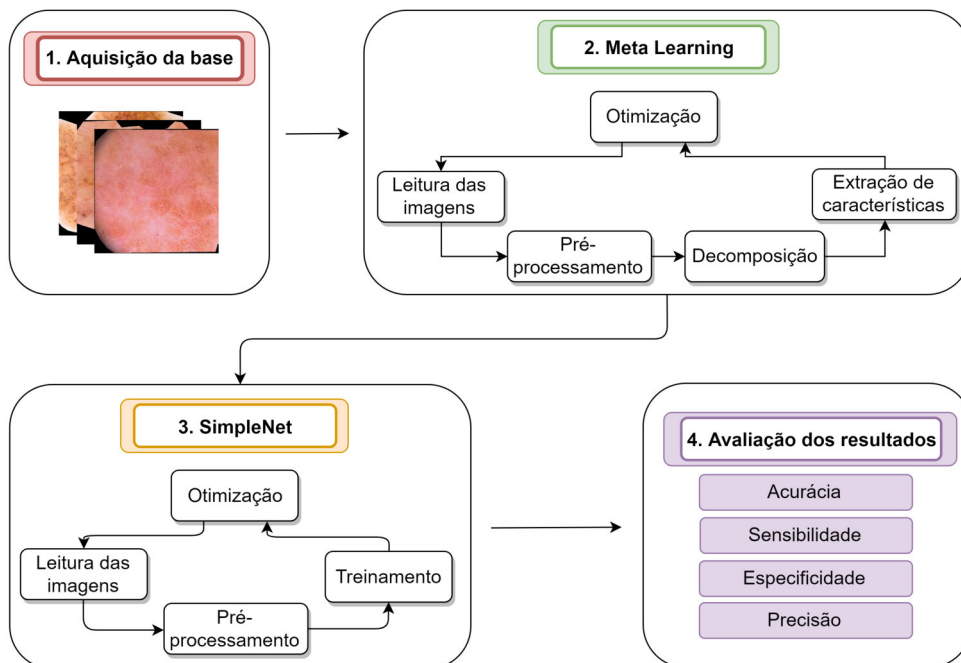 1. Aquisição da base
2. Meta Learning
Otimização
Leitura das
imagens
Extração de
características
Pré-
processamento
Decomposição
3. SimpleNet
Otimização
Leitura das
imagens
Treinamento
Pré-
processamento
4. Avaliação dos resultados
Acurácia
Sensibilidade
Especificidade
Precisão